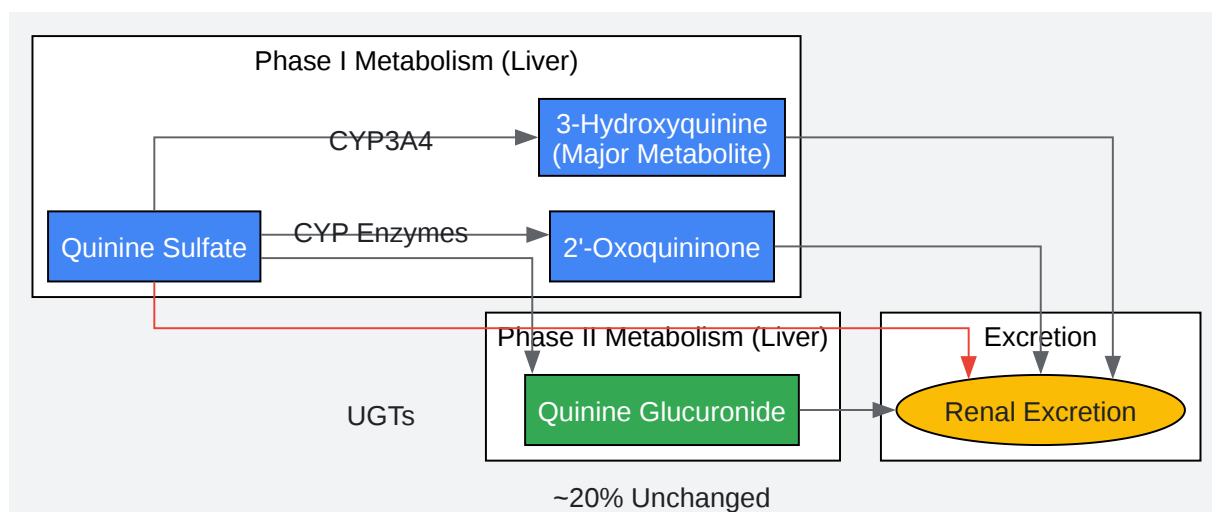 Phase I Metabolism (Liver)
3-Hydroxyquinine
(Major Metabolite)
CYP3A4
Quinine Sulfate
CYP Enzymes
2'-Oxoquininone
Phase II Metabolism (Liver)
Excretion
UGTs
Quinine Glucuronide
Renal Excretion
~20% Unchanged